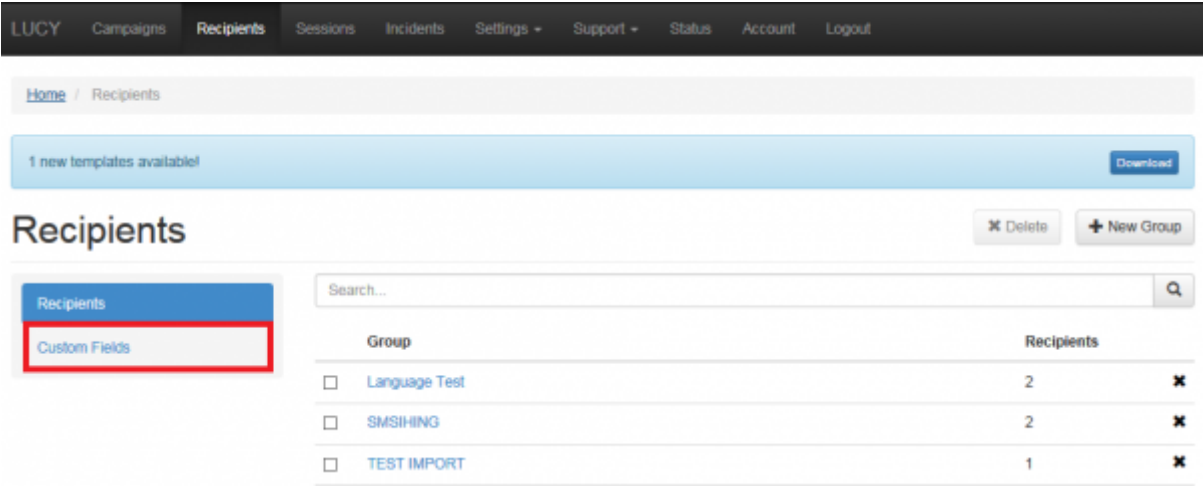 LUCY Campaigns Recipients Sessions Incidents Settings Support Status Account Logout
Home / Recipients
1 new templates available! Download
Recipients
Delete New Group
Recipients
Custom Fields
Search...
Group Recipients
Language Test 2
SMSIHING 2
TEST IMPORT 1